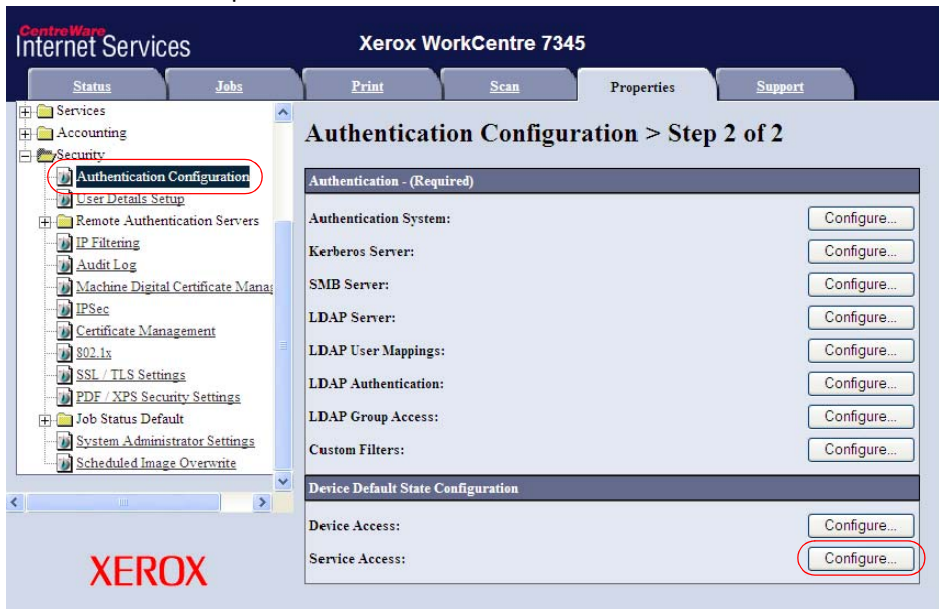 CentreWare
Internet Services
Xerox WorkCentre 7345
Status
Jobs
Print
Scan
Properties
Support
Services
Accounting
Security
Authentication Configuration
User Details Setup
Remote Authentication Servers
IP Filtering
Audit Log
Machine Digital Certificate Manag
IPSec
Certificate Management
802.1x
SSL / TLS Settings
PDF / XPS Security Settings
Job Status Default
System Administrator Settings
Scheduled Image Overwrite
XEROX
Authentication Configuration > Step 2 of 2
Authentication - (Required)
Authentication System: Configure...
Kerberos Server: Configure...
SMB Server: Configure...
LDAP Server: Configure...
LDAP User Mappings: Configure...
LDAP Authentication: Configure...
LDAP Group Access: Configure...
Custom Filters: Configure...
Device Default State Configuration
Device Access: Configure...
Service Access: Configure...